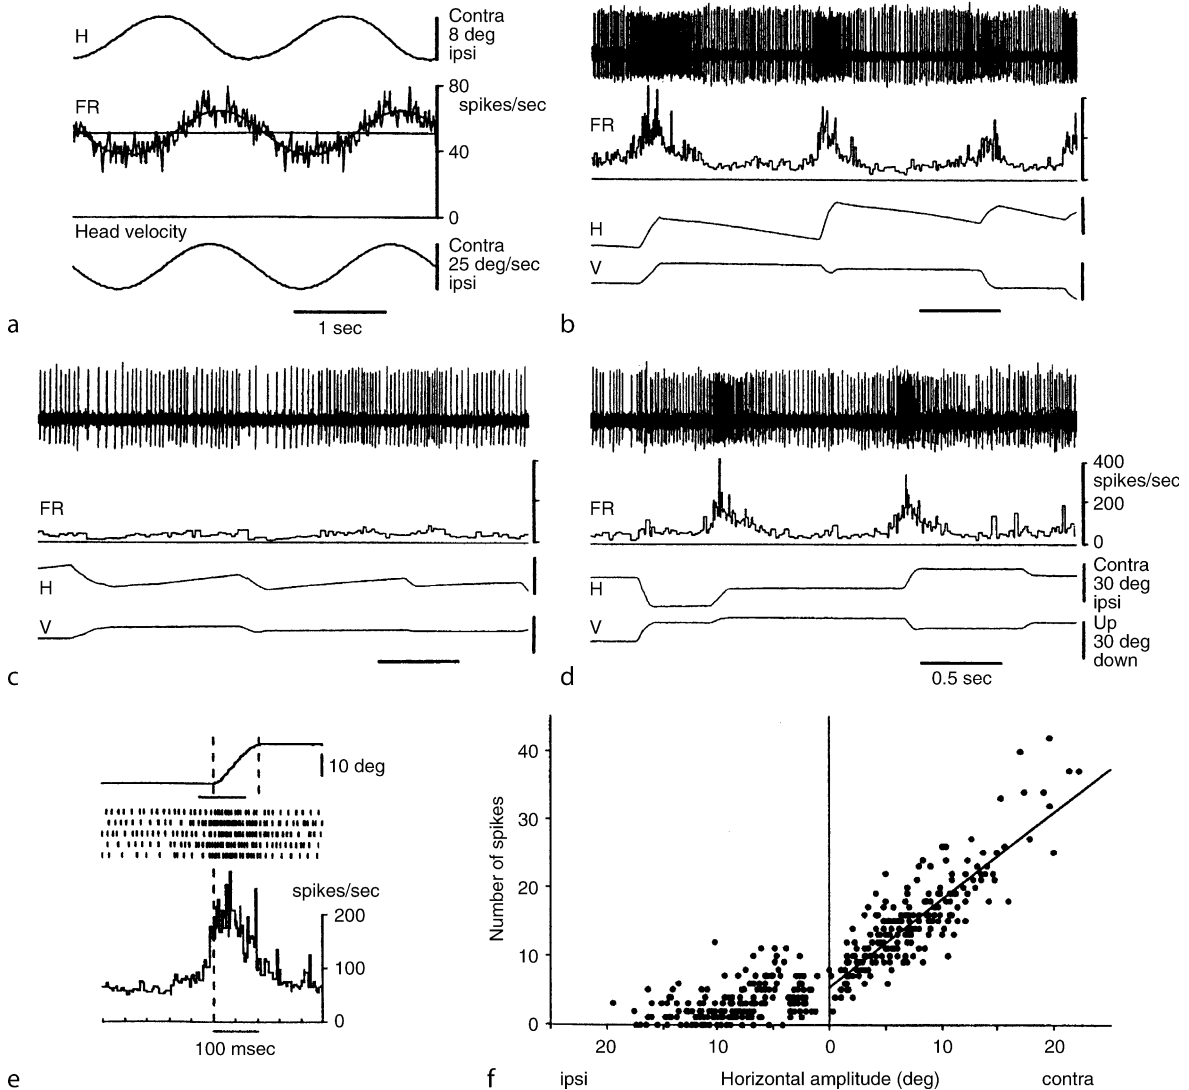 H
Contra
8 deg
ipsi
FR
80
spikes/sec
40
0
Head velocity
Contra
25 deg/sec
ipsi
1 sec
a
FR
H
V
b
FR
H
V
c
400
spikes/sec
FR
200
0
Contra
H
30 deg
ipsi
V
Up
30 deg
down
0.5 sec
d
10 deg
spikes/sec
200
100
0
100 msec
e
Number of spikes
40
30
20
10
0
20
10
0
10
20
ipsi
Horizontal amplitude (deg)
contra
f